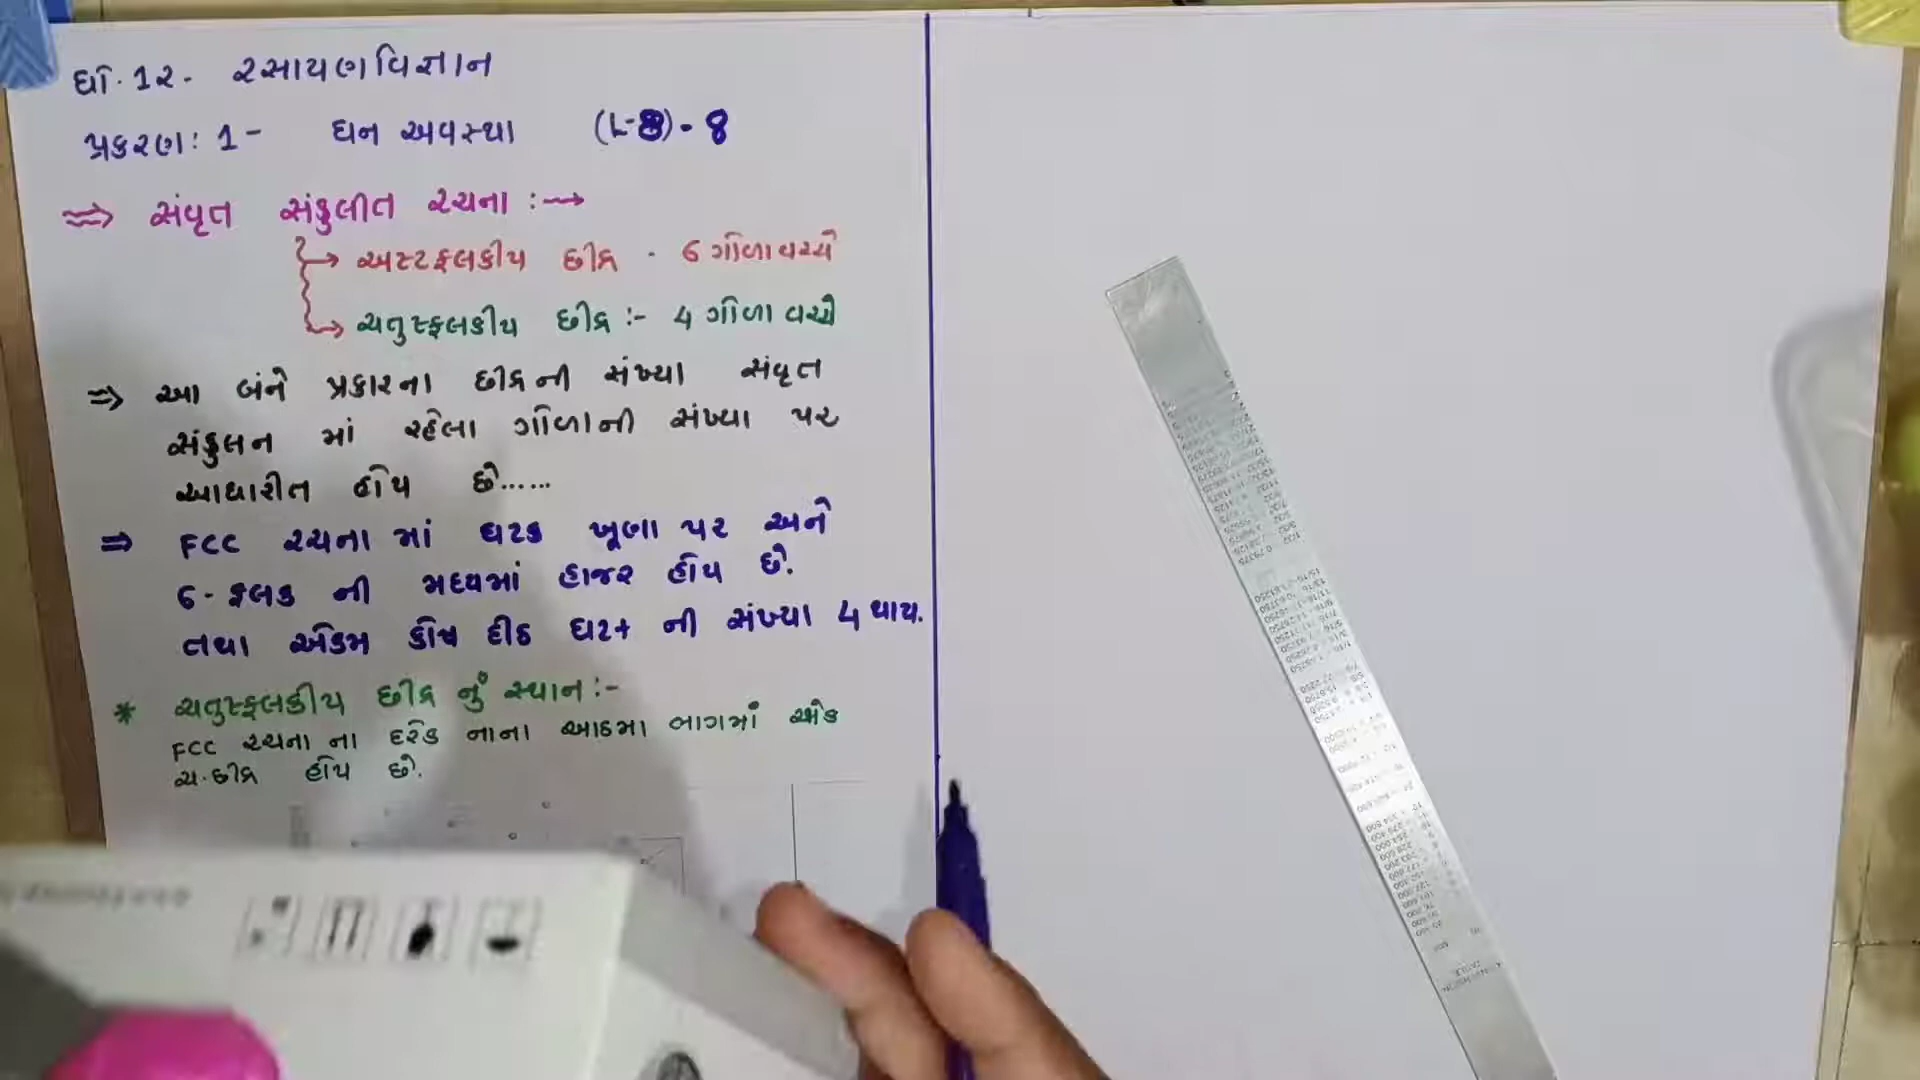 ધો.12. રસાયણવિજ્ઞાન
પ્રકરણ: 1- ઘન અવસ્થા (L-8) - 8
⇒ સંવૃત સંકુલીત રચના :→
→ અષ્ટફલકીય છીદ્ર - 6 ગોળા વચ્ચે
→ ચતુષ્ફલકીય છીદ્ર :- 4 ગોળા વચ્ચે
⇒ આ બંને પ્રકારના છીદ્રની સંખ્યા સંવૃત
સંકુલન માં રહેલા ગોળાની સંખ્યા પર
આધારીત હોય છે......
⇒ FCC રચના માં ઘટક ખૂણા પર અને
6 - ફલક ની મધ્યમાં હાજર હોય છે.
તથા એકમ કોષ દીઠ ઘટક ની સંખ્યા 4 થાય.
* ચતુષ્ફલકીય છીદ્ર નું સ્થાન :-
FCC રચના ના દરેક નાના આઠમા ભાગમાં એક
ચ.છીદ્ર હોય છે.